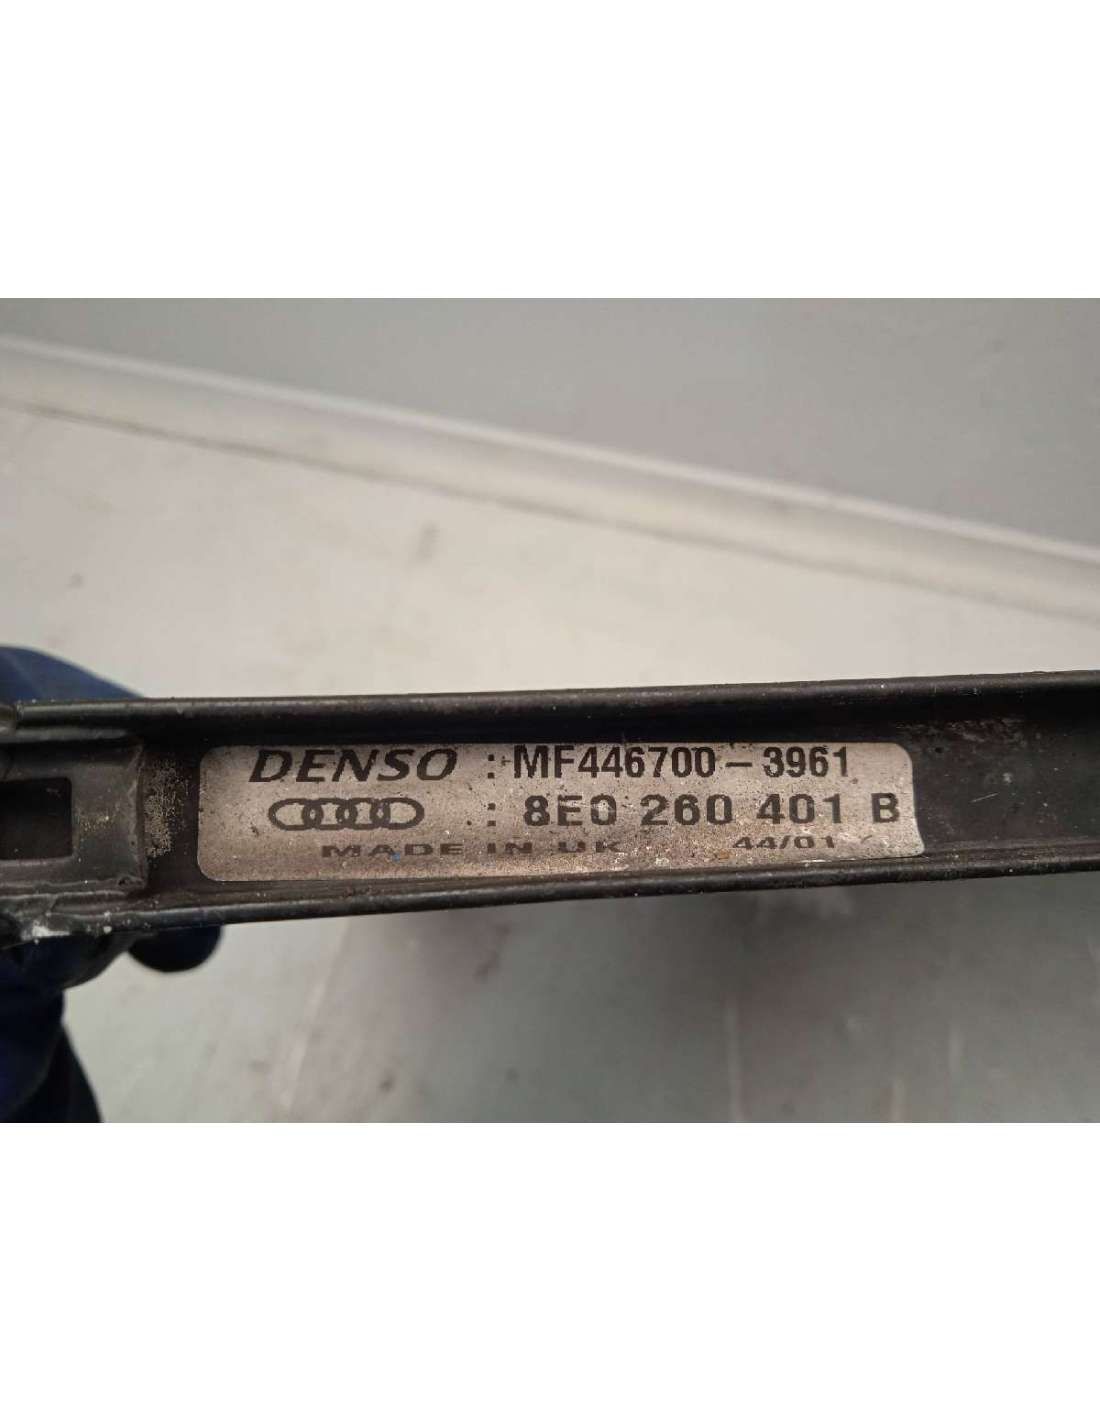 DENSO : MF446700-3961
: 8E0 260 401 B
MADE IN UK 44/01